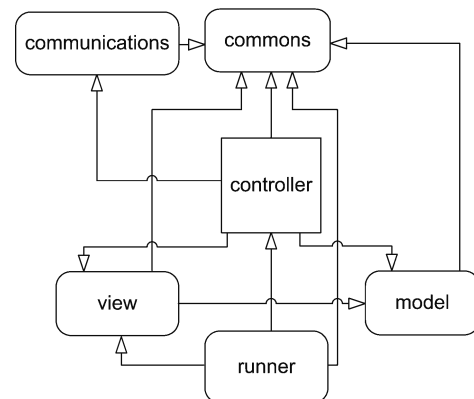 communications
commons
controller
view
model
runner